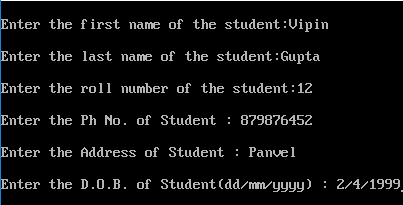 Enter the first name of the student:Vipin
Enter the last name of the student:Gupta
Enter the roll number of the student:12
Enter the Ph No. of Student : 879876452
Enter the Address of Student : Panvel
Enter the D.O.B. of Student(dd/mm/yyyy) : 2/4/1999